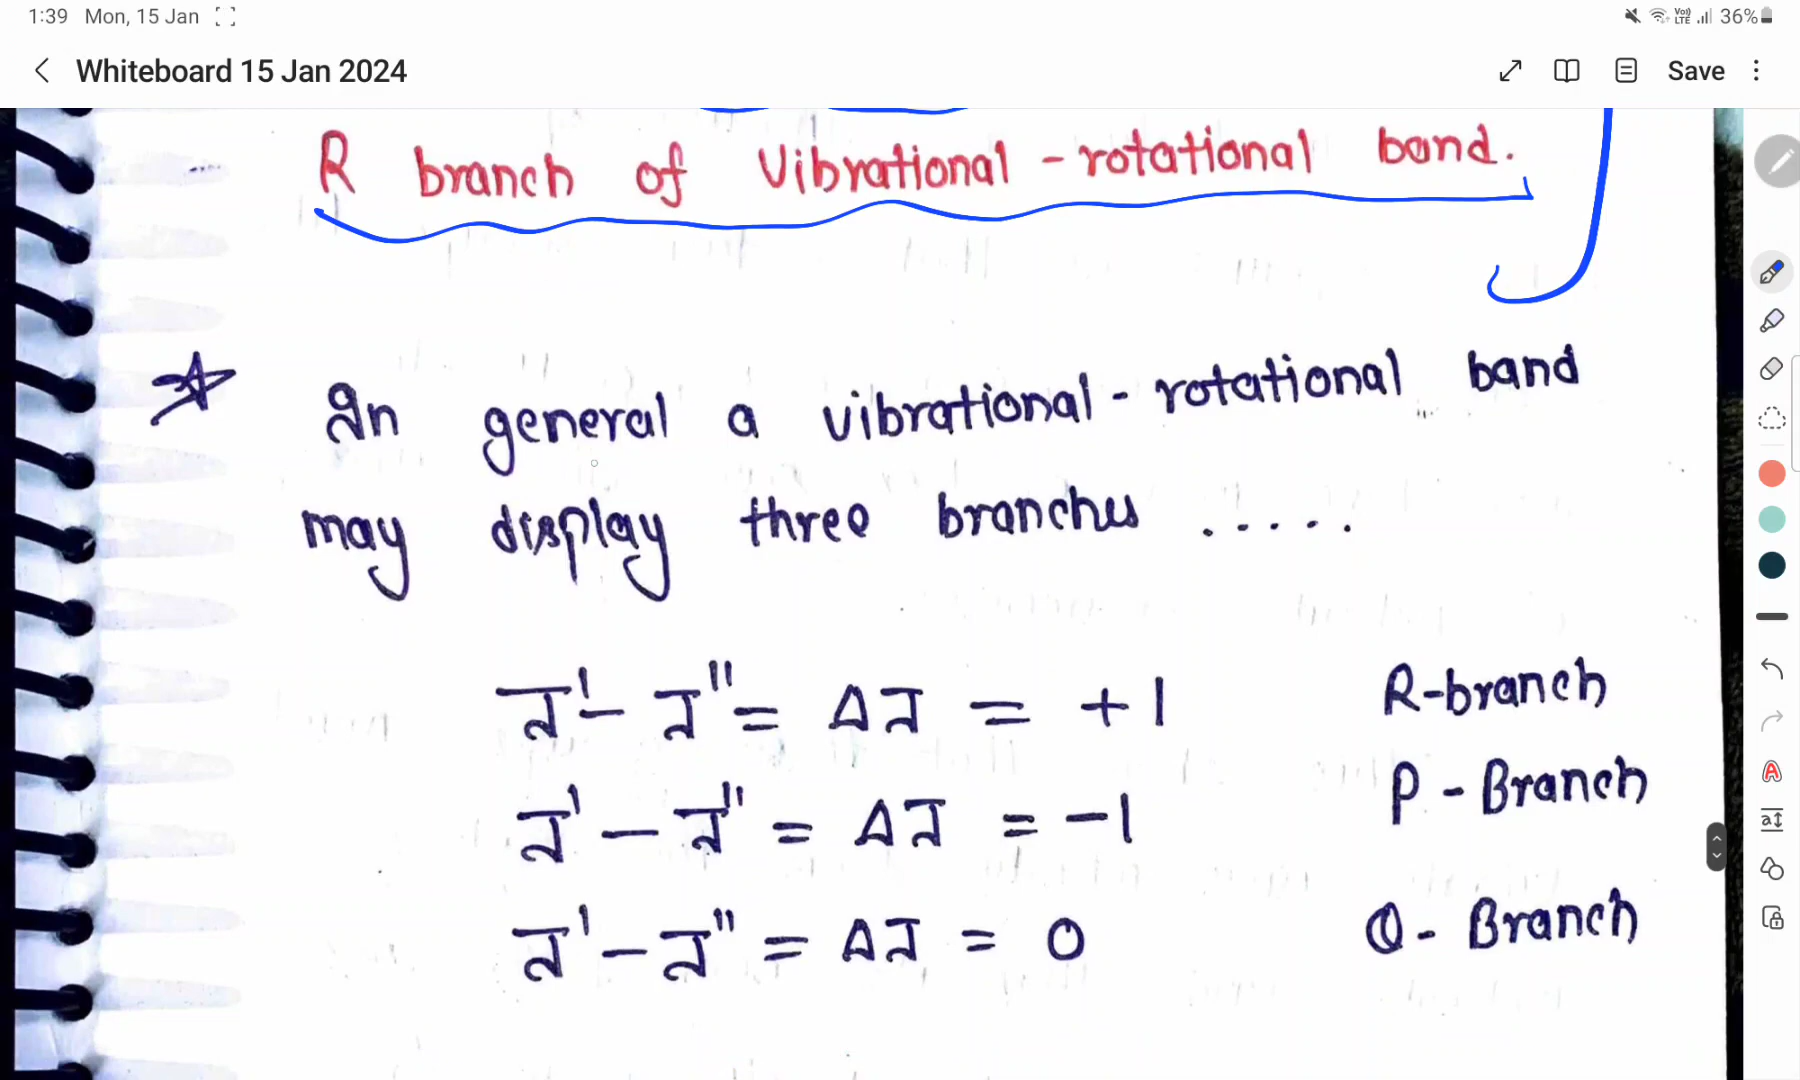 1:39 Mon, 15 Jan 36%
Whiteboard 15 Jan 2024 Save
R branch of Vibrational - rotational band.
In general a vibrational - rotational band
may display three branches .....
J' - J" = ΔJ = +1 R-branch
J' - J" = ΔJ = -1 P - Branch
J' - J" = ΔJ = 0 Q - Branch